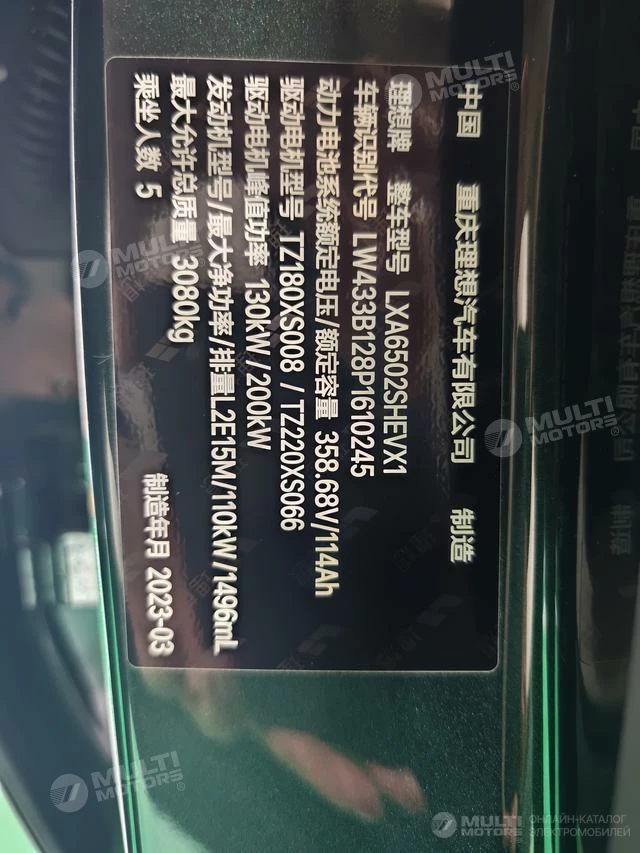 中国 重庆理想汽车有限公司 制造
理想牌 整车型号 LXA6502SHEVX1
车辆识别代号 LW433B128P1610245
动力电池系统额定电压/额定容量 358.68V/114Ah
驱动电机型号 TZ180XS008 / TZ220XS066
驱动电机峰值功率 130kW/200kW
发动机型号/最大净功率/排量L2E15M/110kW/1496mL
最大允许总质量 3080kg
乘坐人数 5 制造年月 2023-03
MULTI MOTORS®
MULTI MOTORS®
MULTI MOTORS®
MULTI MOTORS®
MULTI MOTORS®
MULTI MOTORS®
ОНЛАЙН-КАТАЛОГ
ЭЛЕКТРОМОБИЛЕЙ